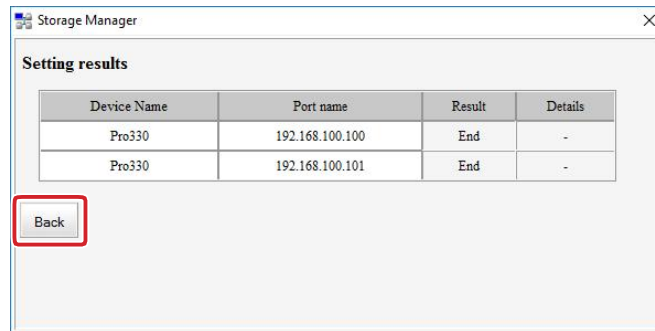 Storage Manager
Setting results
Device Name Port name Result Details
Pro330 192.168.100.100 End -
Pro330 192.168.100.101 End -
Back